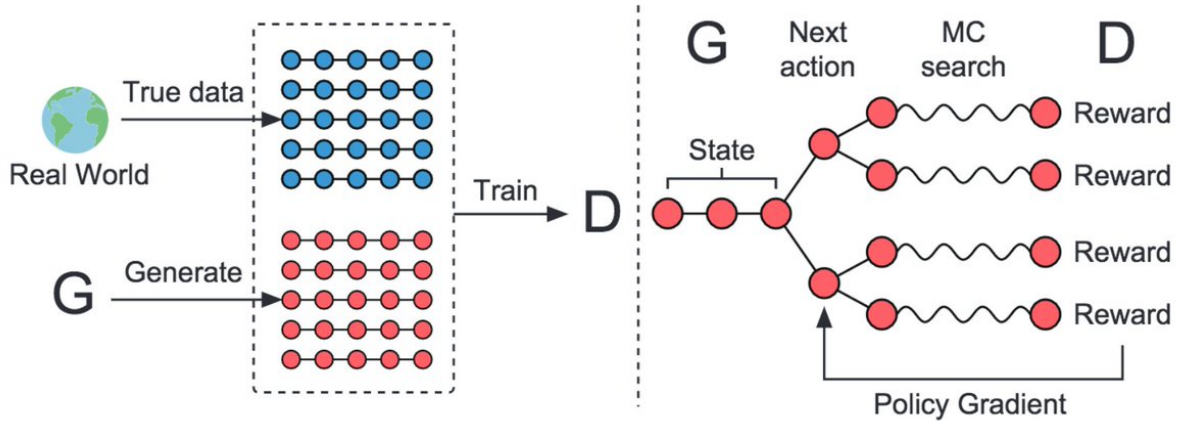 True data
Real World
G
Generate
Train
D
G
Next
action
MC
search
D
State
Reward
Reward
Reward
Reward
Policy Gradient